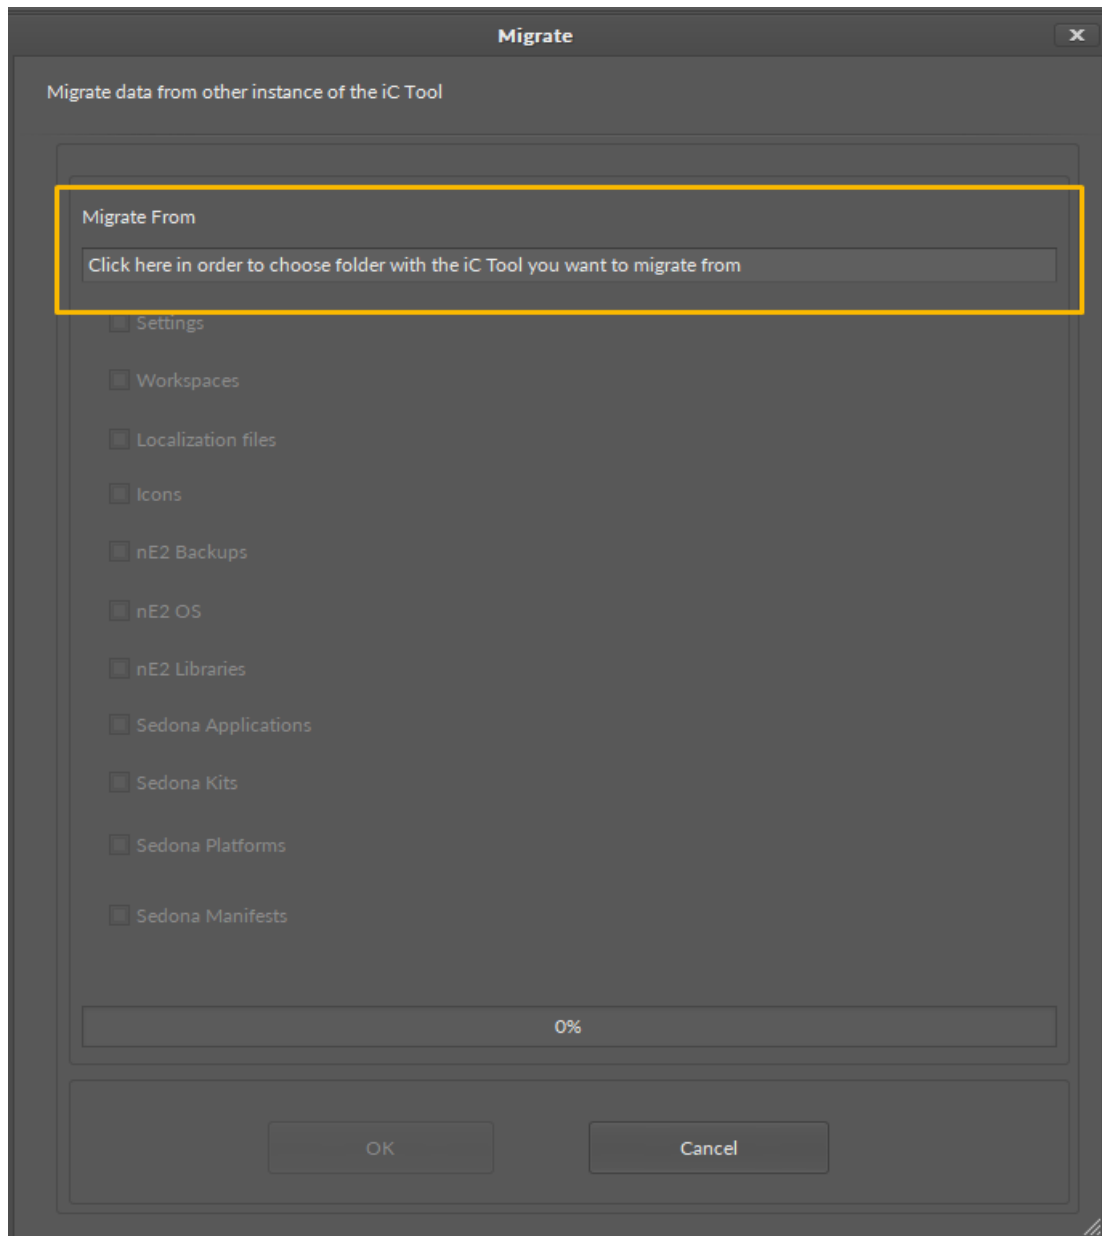 Migrate
x
Migrate data from other instance of the iC Tool
Migrate From
Click here in order to choose folder with the iC Tool you want to migrate from
Settings
Workspaces
Localization files
Icons
nE2 Backups
nE2 OS
nE2 Libraries
Sedona Applications
Sedona Kits
Sedona Platforms
Sedona Manifests
0%
OK Cancel